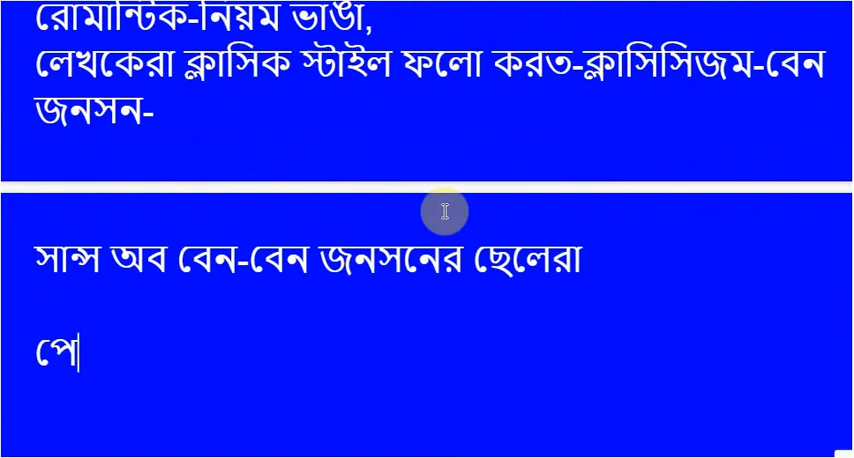 রোমান্টিক-নিয়ম ভাঙা,
লেখকেরা ক্লাসিক স্টাইল ফলো করত-ক্লাসিসিজম-বেন
জনসন-
সান্স অব বেন-বেন জনসনের ছেলেরা
পে